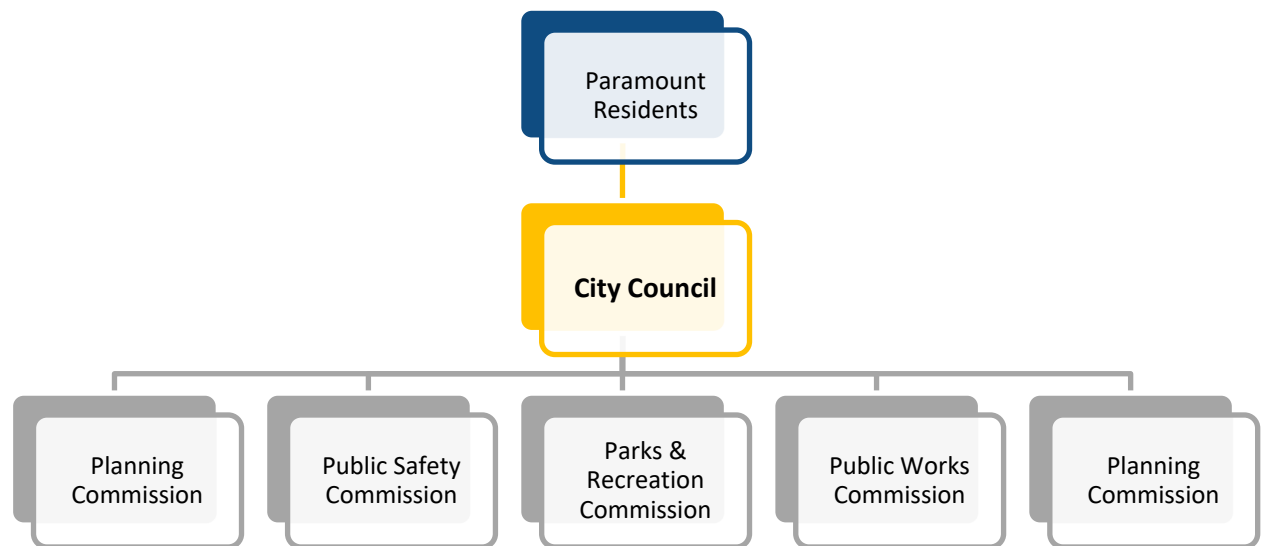 Paramount
Residents
City Council
Planning
Commission
Public Safety
Commission
Parks &
Recreation
Commission
Public Works
Commission
Planning
Commission